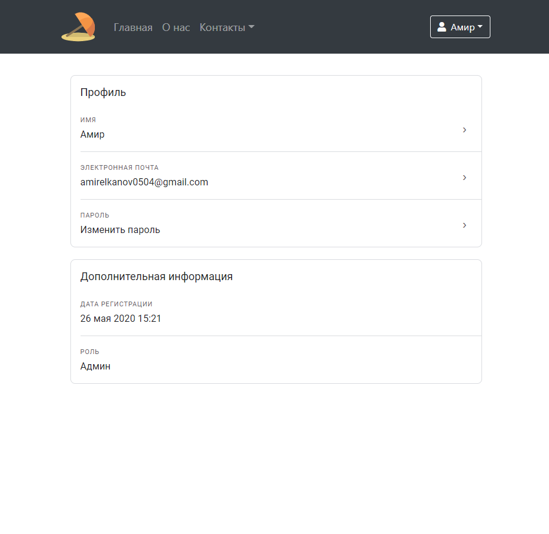 Главная О нас Контакты Амир
Профиль
ИМЯ
Амир
ЭЛЕКТРОННАЯ ПОЧТА
amirelkanov0504@gmail.com
ПАРОЛЬ
Изменить пароль
Дополнительная информация
ДАТА РЕГИСТРАЦИИ
26 мая 2020 15:21
РОЛЬ
Админ